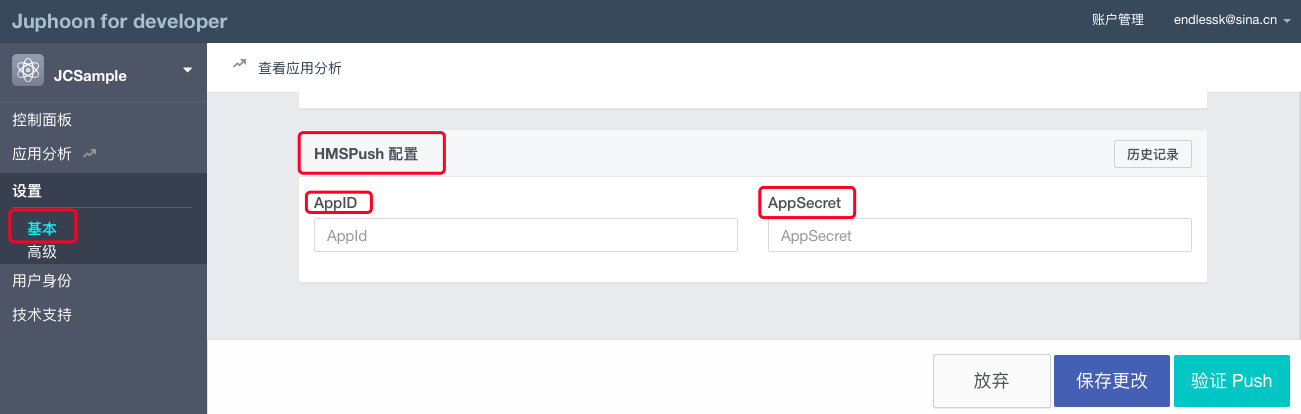 Juphoon for developer
账户管理
endlessk@sina.cn
JCSample
查看应用分析
控制面板
应用分析
设置
基本
高级
用户身份
技术支持
HMSPush 配置
历史记录
AppID
AppSecret
AppId
AppSecret
放弃
保存更改
验证 Push